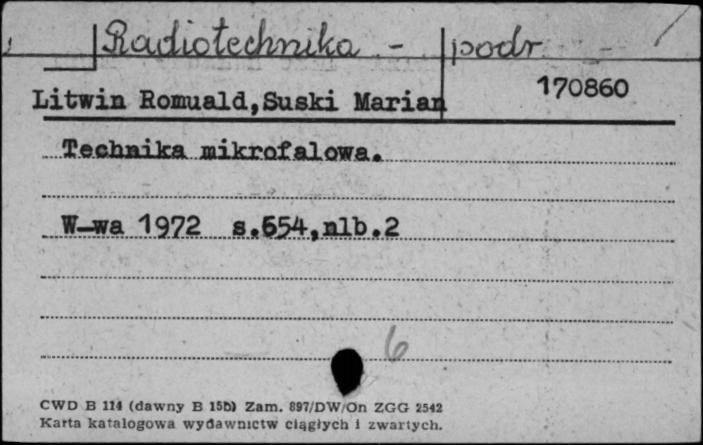 Radiotechnika - podr
170860
Litwin Romuald,Suski Marian
Technika mikrofalowa.
W-wa 1972 s.654,nlb.2
6
CWD B 114 (dawny B 15b) Zam. 897/DW/On ZGG 2542
Karta katalogowa wydawnictw ciągłych i zwartych.